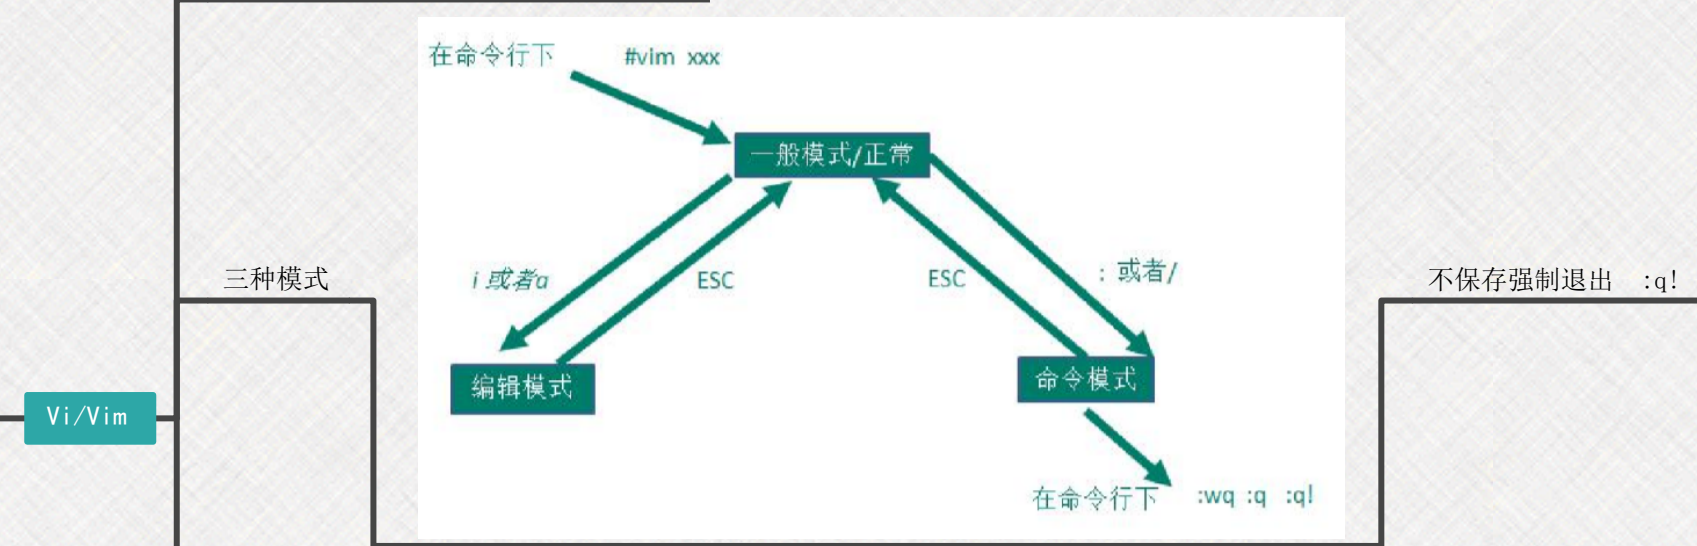 在命令行下 #vim xxx
一般模式/正常
三种模式
i 或者a
ESC
ESC
: 或者/
不保存强制退出 :q!
编辑模式
命令模式
Vi/Vim
在命令行下 :wq :q :q!